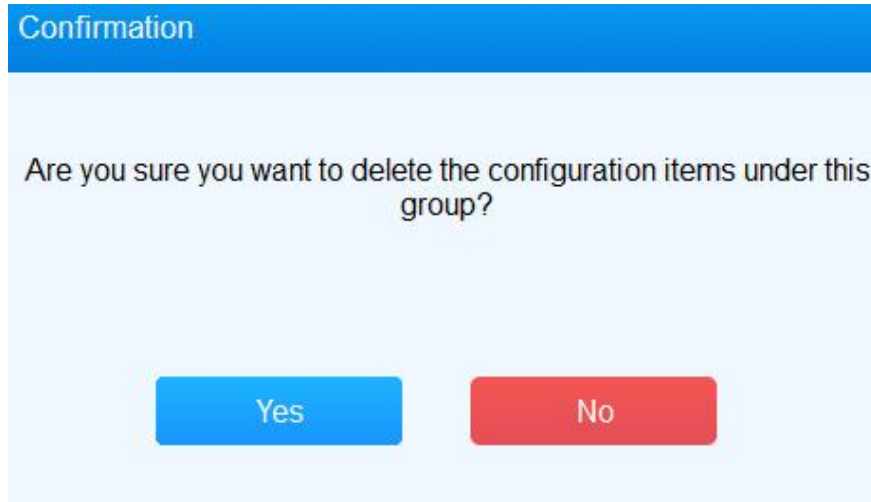 Confirmation
Are you sure you want to delete the configuration items under this
group?
Yes
No